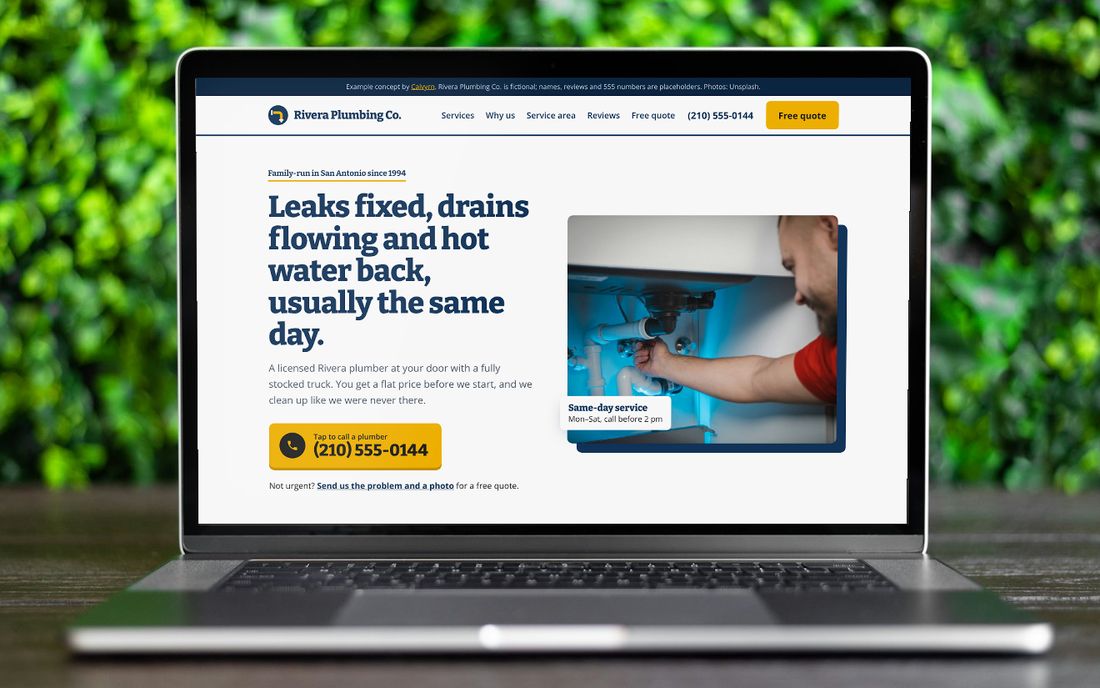 Example concept by Calvyrn. Rivera Plumbing Co. is fictional; names, reviews and 555 numbers are placeholders. Photos: Unsplash.
Rivera Plumbing Co. Services Why us Service area Reviews Free quote (210) 555-0144 Free quote
Family-run in San Antonio since 1994
Leaks fixed, drains
flowing and hot
water back,
usually the same
day.
A licensed Rivera plumber at your door with a fully
stocked truck. You get a flat price before we start, and we
clean up like we were never there.
Same-day service
Mon–Sat, call before 2 pm
Tap to call a plumber
(210) 555-0144
Not urgent? Send us the problem and a photo for a free quote.